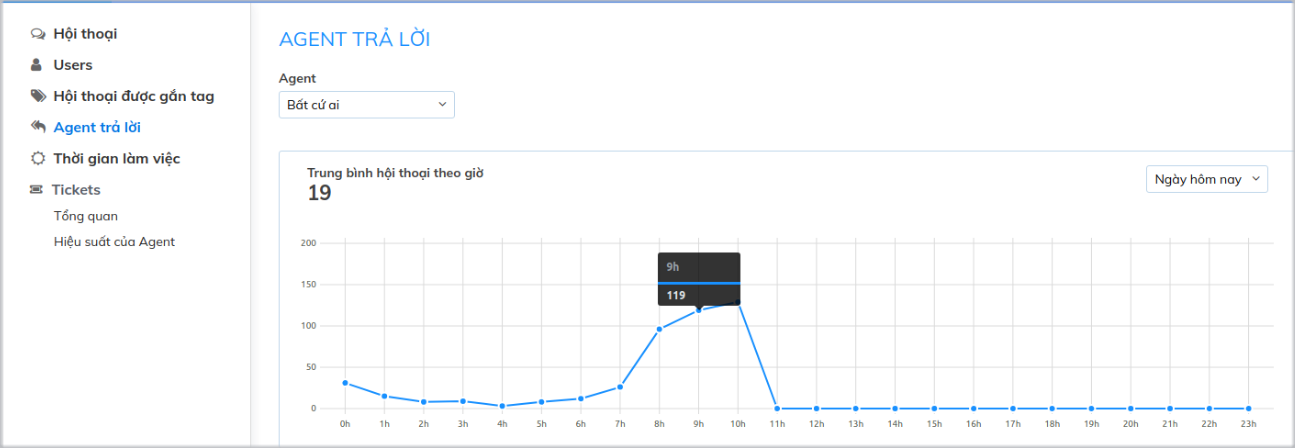 Hội thoại
Users
Hội thoại được gắn tag
Agent trả lời
Thời gian làm việc
Tickets
Tổng quan
Hiệu suất của Agent
AGENT TRẢ LỜI
Agent
Bất cứ ai
Trung bình hội thoại theo giờ
19
Ngày hôm nay
200
150
100
50
0
9h
119
0h 1h 2h 3h 4h 5h 6h 7h 8h 9h 10h 11h 12h 13h 14h 15h 16h 17h 18h 19h 20h 21h 22h 23h